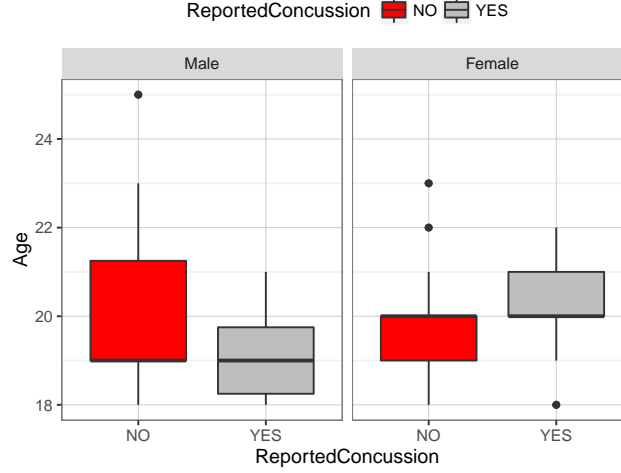 ReportedConcussion NO YES
Male Female
24
22
20
18
Age
NO YES NO YES
ReportedConcussion